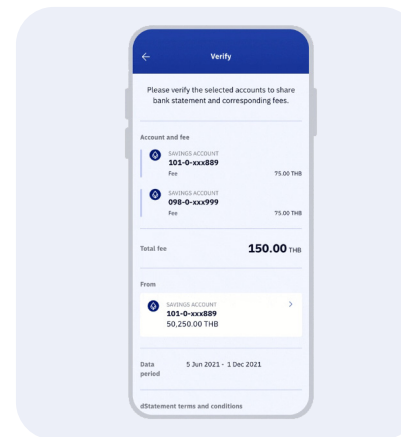 Verify
Please verify the selected accounts to share
bank statement and corresponding fees.
Account and fee
SAVINGS ACCOUNT
101-0-xxx889
Fee 75.00 THB
SAVINGS ACCOUNT
098-0-xxx999
Fee 75.00 THB
Total fee 150.00 THB
From
SAVINGS ACCOUNT
101-0-xxx889
50,250.00 THB
Data 5 Jun 2021 - 1 Dec 2021
period
dStatement terms and conditions